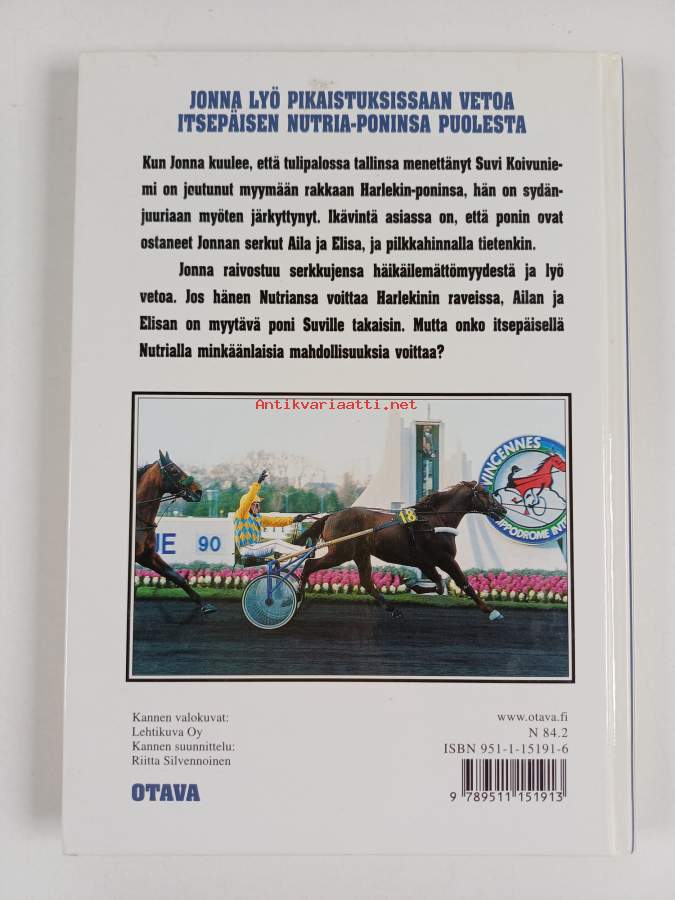 JONNA LYÖ PIKAISTUKSISSAAN VETOA
ITSEPÄISEN NUTRIA-PONINSA PUOLESTA
Kun Jonna kuulee, että tulipalossa tallinsa menettänyt Suvi Koivunie-
mi on joutunut myymään rakkaan Harlekin-poninsa, hän on sydän-
juuriaan myöten järkyttynyt. Ikävintä asiassa on, että ponin ovat
ostaneet Jonnan serkut Aila ja Elisa, ja pilkkahinnalla tietenkin.
Jonna raivostuu serkkujensa häikäilemättömyydestä ja lyö
vetoa. Jos hänen Nutriansa voittaa Harlekinin raveissa, Ailan ja
Elisan on myytävä poni Suville takaisin. Mutta onko itsepäisellä
Nutrialla minkäänlaisia mahdollisuuksia voittaa?
Antikvariaatti.net
VINCENNES
HIPPODROME INTE
18
UE 90
Kannen valokuvat:
Lehtikuva Oy
Kannen suunnittelu:
Riitta Silvennoinen
OTAVA
www.otava.fi
N 84.2
ISBN 951-1-15191-6
9 789511 151913